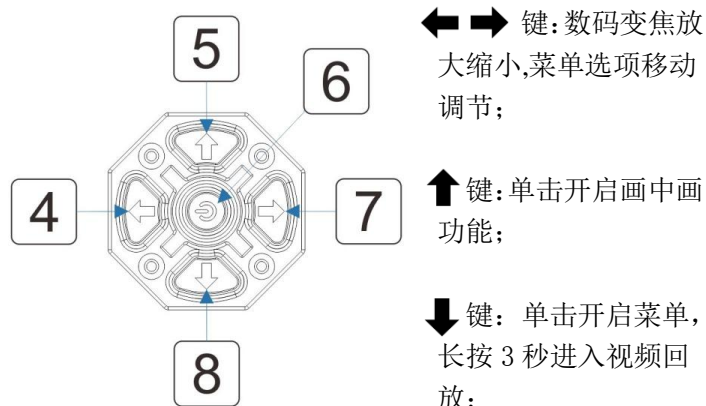 5
6
4
7
8
⬅ ➡ 键:数码变焦放
大缩小,菜单选项移动
调节；
⬆键:单击开启画中画
功能；
⬇键：单击开启菜单，
长按 3 秒进入视频回
放；